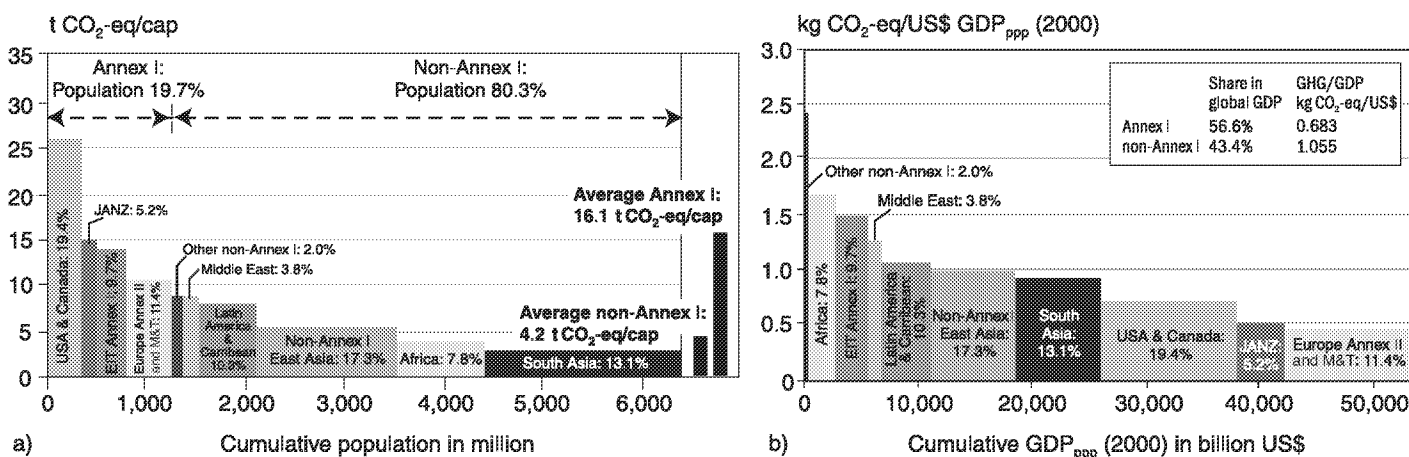 t CO₂-eq/cap
35
30
25
20
15
10
5
0
Annex I:
Population 19.7%
Non-Annex I:
Population 80.3%
USA & Canada: 19.4%
JANZ: 5.2%
EIT Annex I: 9.7%
Europe Annex II
and M&T: 11.4%
Other non-Annex I: 2.0%
Middle East: 3.8%
Latin
America
& Carribean
10.3%
Non-Annex I
East Asia: 17.3%
Africa: 7.8%
South Asia: 13.1%
Average Annex I:
16.1 t CO₂-eq/cap
Average non-Annex I:
4.2 t CO₂-eq/cap
0
1,000
2,000
3,000
4,000
5,000
6,000
a)
Cumulative population in million
kg CO₂-eq/US$ GDPₚₚₚ (2000)
3.0
2.5
2.0
1.5
1.0
0.5
0
Share in GHG/GDP
global GDP kg CO₂-eq/US$
Annex I 56.6% 0.683
non-Annex I 43.4% 1.055
Other non-Annex I: 2.0%
Middle East: 3.8%
Africa: 7.8%
EIT Annex I: 9.7%
Latin America
& Carribean:
10.3%
Non-Annex I
East Asia:
17.3%
South
Asia:
13.1%
USA & Canada:
19.4%
JANZ:
5.2%
Europe Annex II
and M&T: 11.4%
0
10,000
20,000
30,000
40,000
50,000
b)
Cumulative GDPₚₚₚ (2000) in billion US$